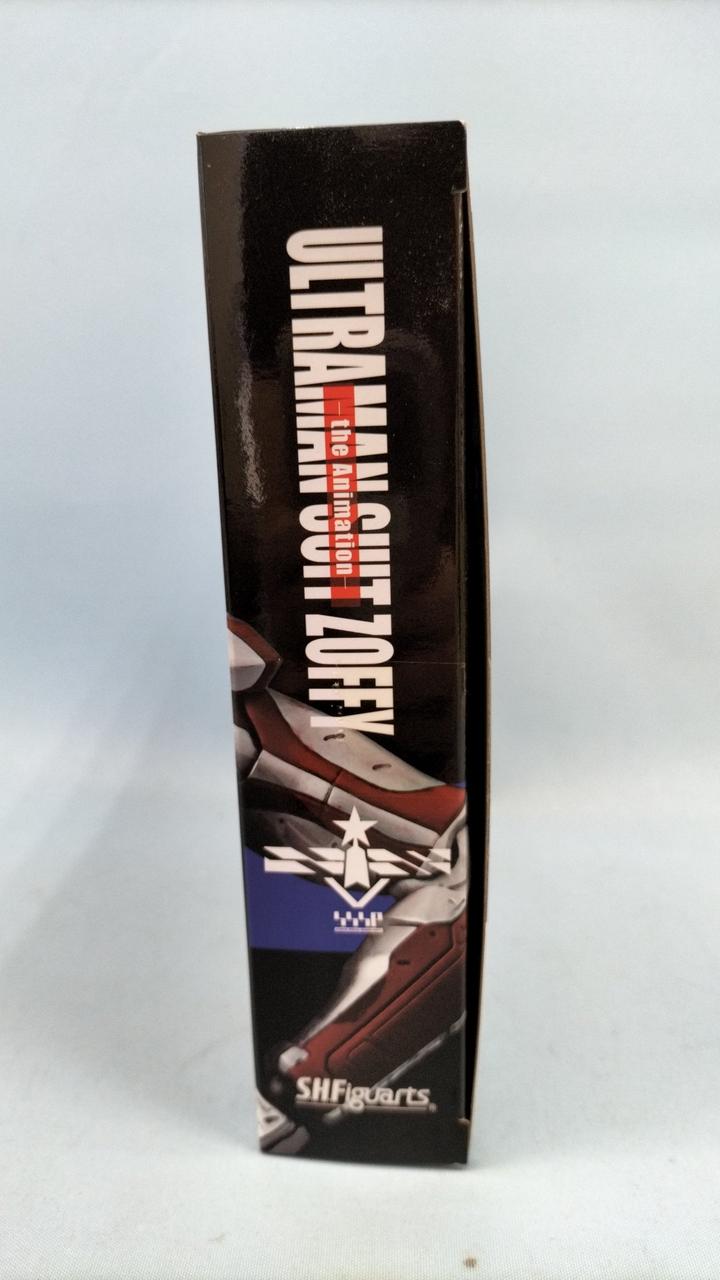 ULTRAMAN SUIT ZOFFY
the Animation
S.H.Figuarts